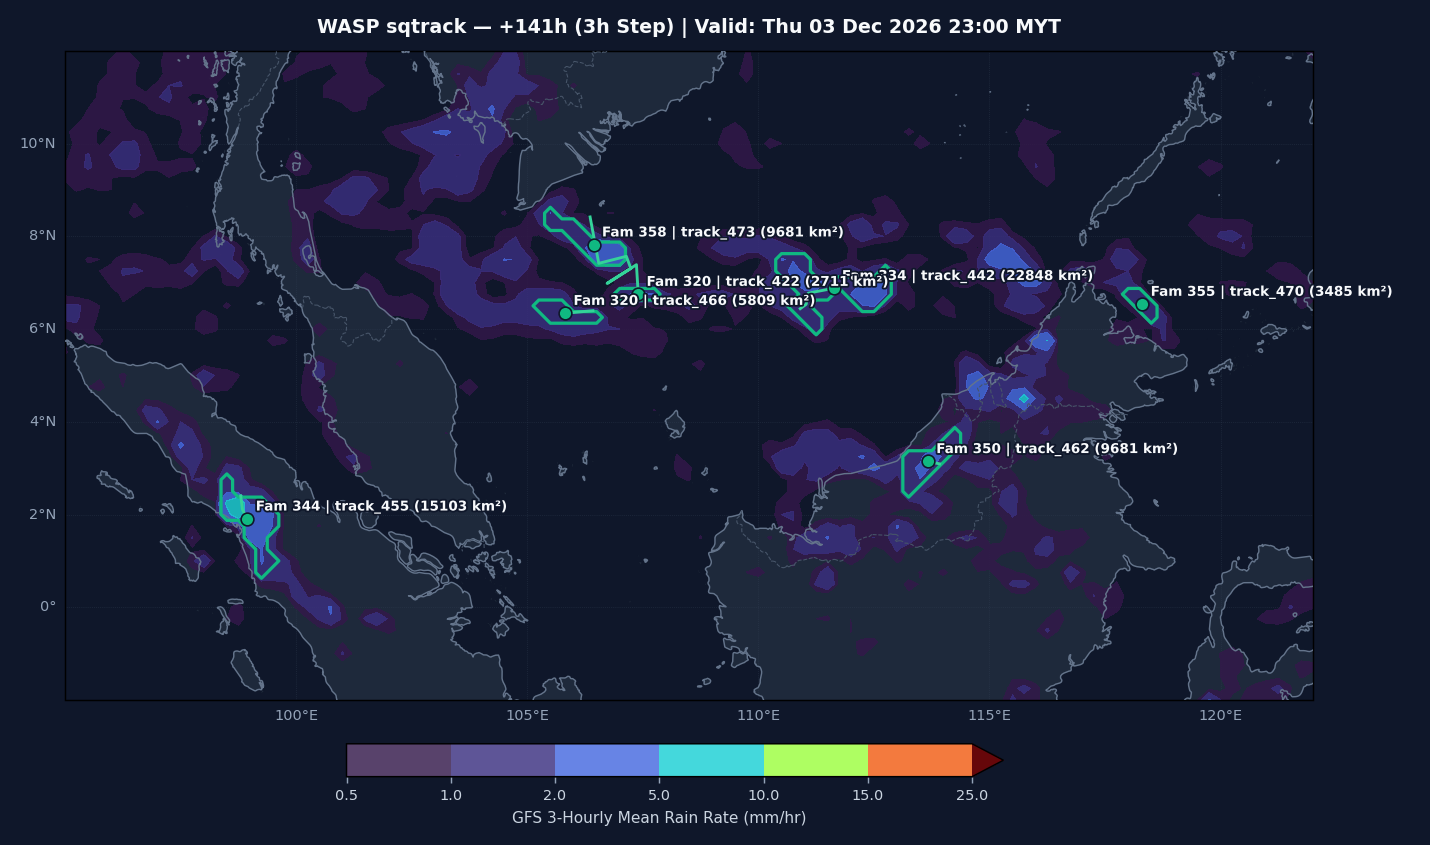 WASP sqtrack — +141h (3h Step) | Valid: Thu 03 Dec 2026 23:00 MYT
10°N
8°N
6°N
4°N
2°N
0°
Fam 358 | track_473 (9681 km²)
Fam 334 | track_442 (22848 km²)
Fam 320 | track_422 (2711 km²)
Fam 355 | track_470 (3485 km²)
Fam 320 | track_466 (5809 km²)
Fam 350 | track_462 (9681 km²)
Fam 344 | track_455 (15103 km²)
100°E 105°E 110°E 115°E 120°E
0.5 1.0 2.0 5.0 10.0 15.0 25.0
GFS 3-Hourly Mean Rain Rate (mm/hr)